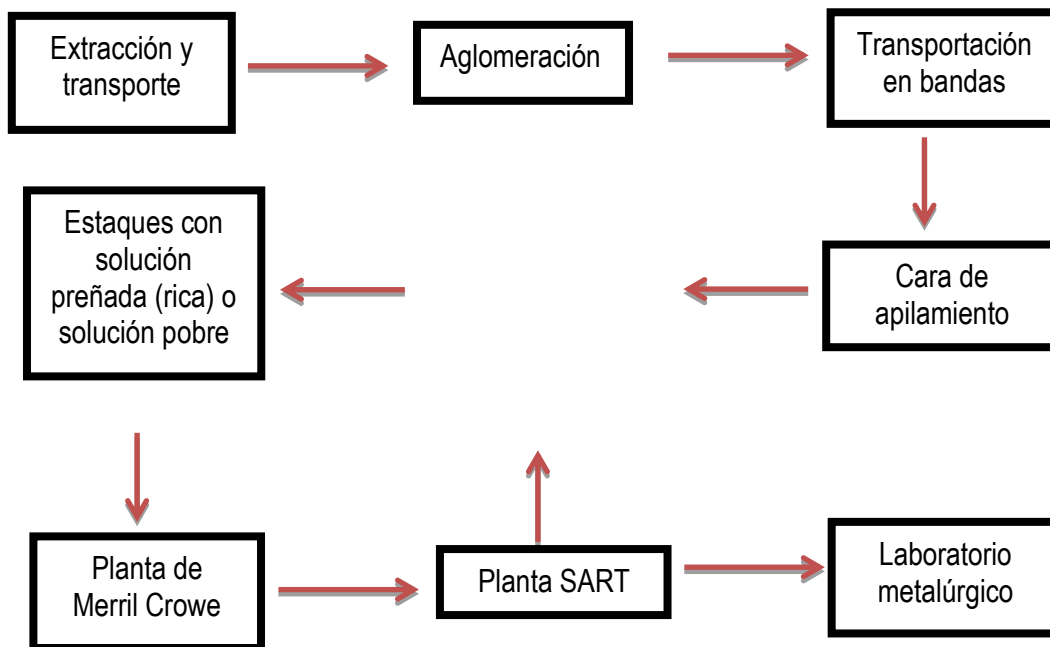 Extracción y
transporte
Aglomeración
Transportación
en bandas
Estaques con
solución
preñada (rica) o
solución pobre
Cara de
apilamiento
Planta de
Merril Crowe
Planta SART
Laboratorio
metalúrgico